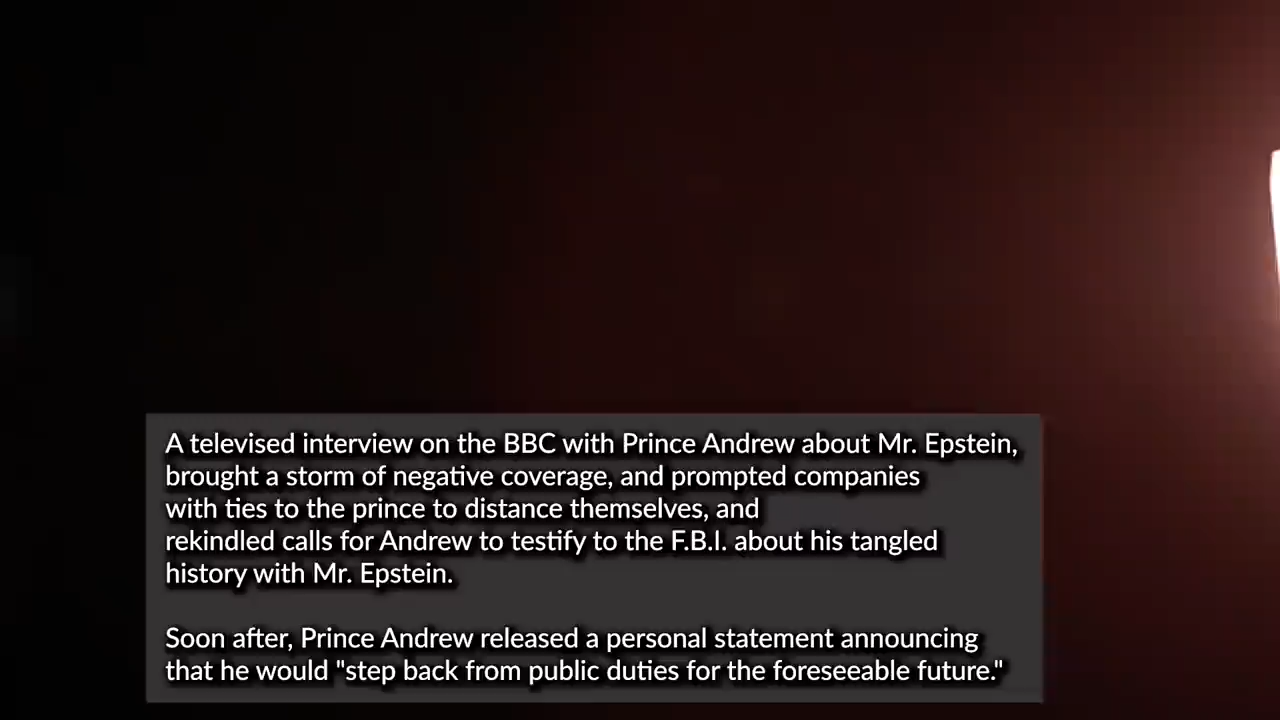 A televised interview on the BBC with Prince Andrew about Mr. Epstein,
brought a storm of negative coverage, and prompted companies
with ties to the prince to distance themselves, and
rekindled calls for Andrew to testify to the F.B.I. about his tangled
history with Mr. Epstein.
Soon after, Prince Andrew released a personal statement announcing
that he would "step back from public duties for the foreseeable future."